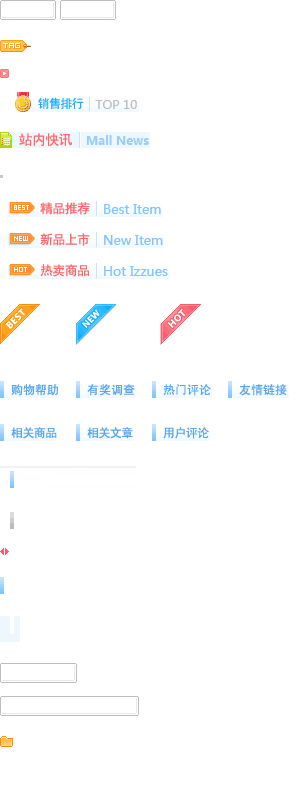 TAG
销售排行 TOP 10
站内快讯 Mall News
BEST 精品推荐 Best Item
NEW 新品上市 New Item
HOT 热卖商品 Hot Izzues
BEST NEW HOT
购物帮助 有奖调查 热门评论 友情链接
相关商品 相关文章 用户评论